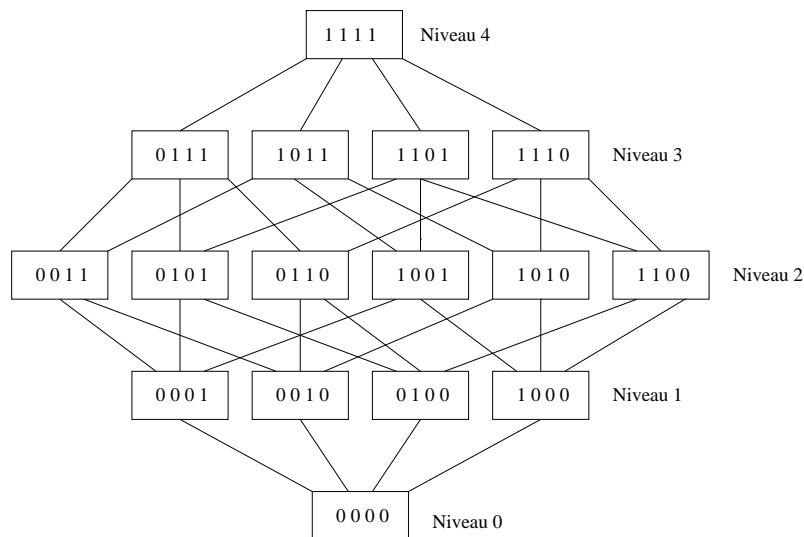 1 1 1 1 Niveau 4
0 1 1 1 1 0 1 1 1 1 0 1 1 1 1 0 Niveau 3
0 0 1 1 0 1 0 1 0 1 1 0 1 0 0 1 1 0 1 0 1 1 0 0 Niveau 2
0 0 0 1 0 0 1 0 0 1 0 0 1 0 0 0 Niveau 1
0 0 0 0 Niveau 0